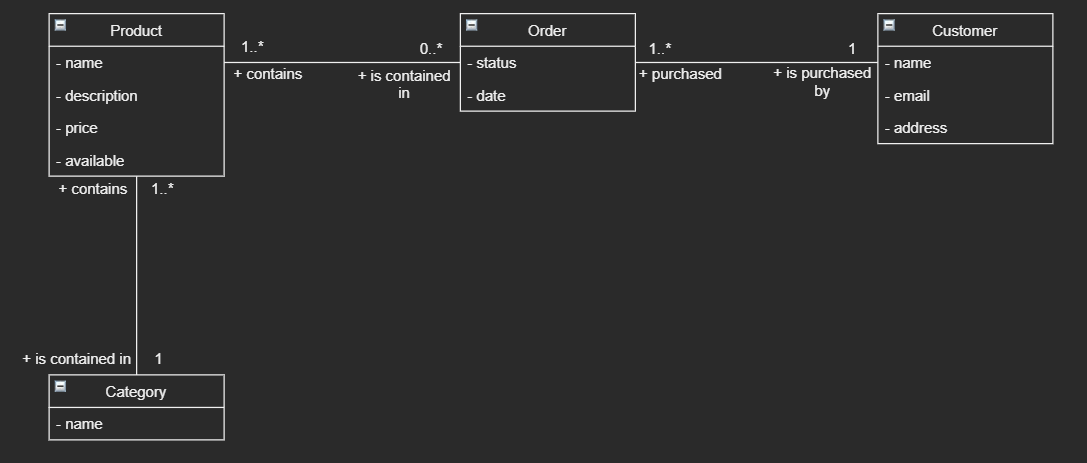 Product
- name
- description
- price
- available
1..*
+ contains
0..*
+ is contained
in
Order
- status
- date
1..*
+ purchased
1
+ is purchased
by
Customer
- name
- email
- address
+ contains
1..*
+ is contained in
1
Category
- name